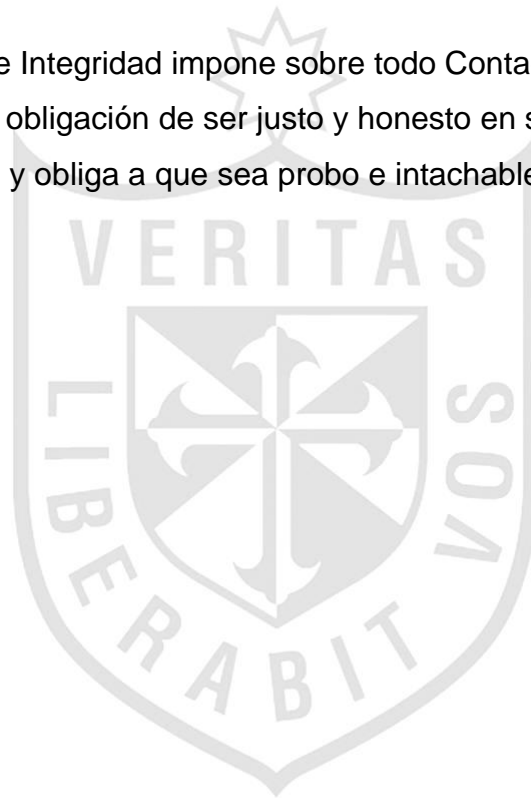 e Integridad impone sobre todo Conta
obligación de ser justo y honesto en s
y obliga a que sea probo e intachable
VERITAS
LIBERABIT
VOS